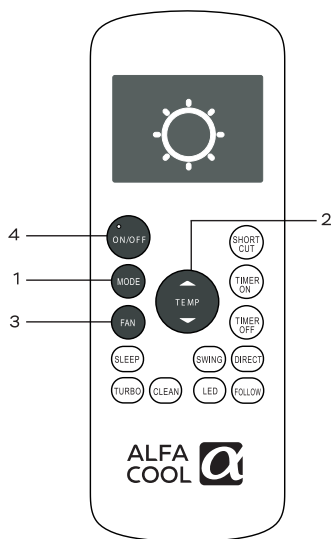 2
4
ON/OFF
SHORT
CUT
1
MODE
TEMP
TIMER
ON
3
FAN
TIMER
OFF
SLEEP
SWING
DIRECT
TURBO
CLEAN
LED
FOLLOW
ALFA
COOL
α